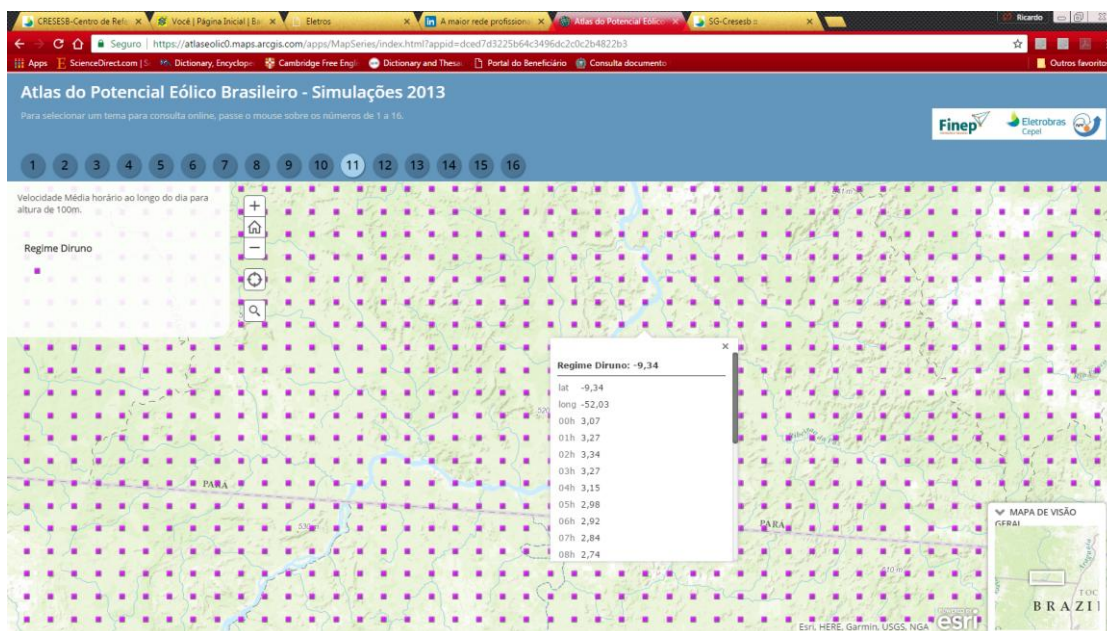 CRESESB-Centro de Refe
Você | Página Inicial | Ba
Eletros
A maior rede profissiona
Atlas do Potencial Eólico
SG-Cresesb ::
Ricardo
Seguro | https://atlaseolic0.maps.arcgis.com/apps/MapSeries/index.html?appid=dced7d3225b64c3496dc2c0c2b4822b3
Apps
ScienceDirect.com | S
Dictionary, Encyclope
Cambridge Free Engl
Dictionary and Thesa
Portal do Beneficiário
Consulta documento
Outros favoritos
Atlas do Potencial Eólico Brasileiro - Simulações 2013
Para selecionar um tema para consulta online, passe o mouse sobre os números de 1 a 16.
Finep
Eletrobras
Cepel
1 2 3 4 5 6 7 8 9 10 11 12 13 14 15 16
Velocidade Média horário ao longo do dia para
altura de 100m.
Regime Diruno
+
−
Regime Diruno: -9,34
lat -9,34
long -52,03
00h 3,07
01h 3,27
02h 3,34
03h 3,27
04h 3,15
05h 2,98
06h 2,92
07h 2,84
08h 2,74
PARÁ
PARÁ
MAPA DE VISÃO
GERAL
TOC
BRAZIL
Esri, HERE, Garmin, USGS, NGA
esri